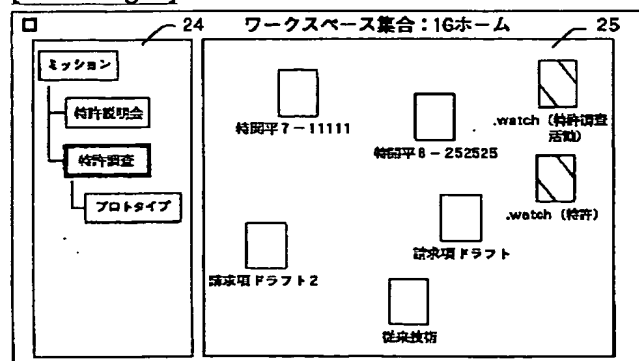 24
ワークスペース集合:1Gホーム
25
ミッション
特許説明会
特許調査
プロトタイプ
特開平7-11111
特開平8-252525
.watch (特許調査
活動)
.watch (特許)
請求項ドラフト
請求項ドラフト2
従来技術